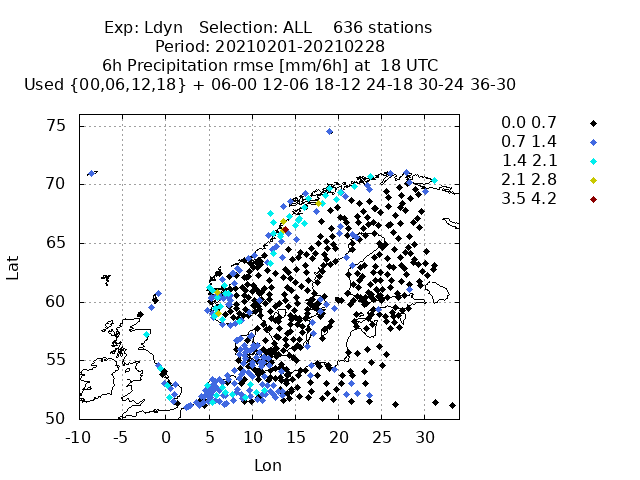 Exp: Ldyn   Selection: ALL    636 stations
Period: 20210201-20210228
6h Precipitation rmse [mm/6h] at  18 UTC
Used {00,06,12,18} + 06-00 12-06 18-12 24-18 30-24 36-30
0.0 0.7
0.7 1.4
1.4 2.1
2.1 2.8
3.5 4.2
75
70
65
60
55
50
Lat
-10 -5 0 5 10 15 20 25 30
Lon